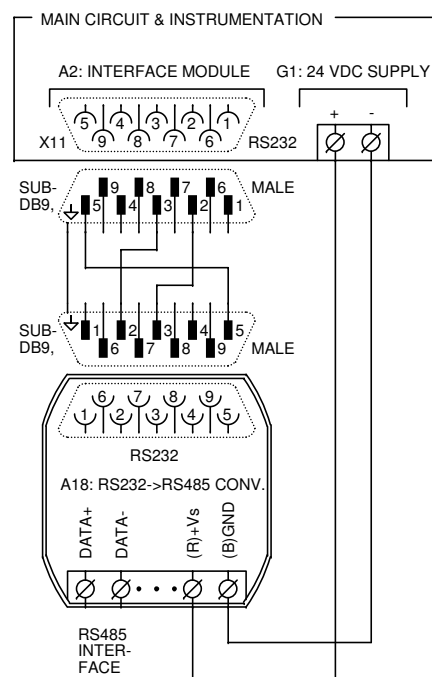 MAIN CIRCUIT & INSTRUMENTATION
A2: INTERFACE MODULE G1: 24 VDC SUPPLY
+ -
5 4 3 2 1
X11 9 8 7 6 RS232
SUB- 9 8 7 6 MALE
DB9, 5 4 3 2 1
SUB- 1 2 3 4 5
DB9, 6 7 8 9 MALE
6 7 8 9
1 2 3 4 5
RS232
A18: RS232->RS485 CONV.
DATA+ DATA- (R)+Vs (B)GND
RS485
INTER-
FACE